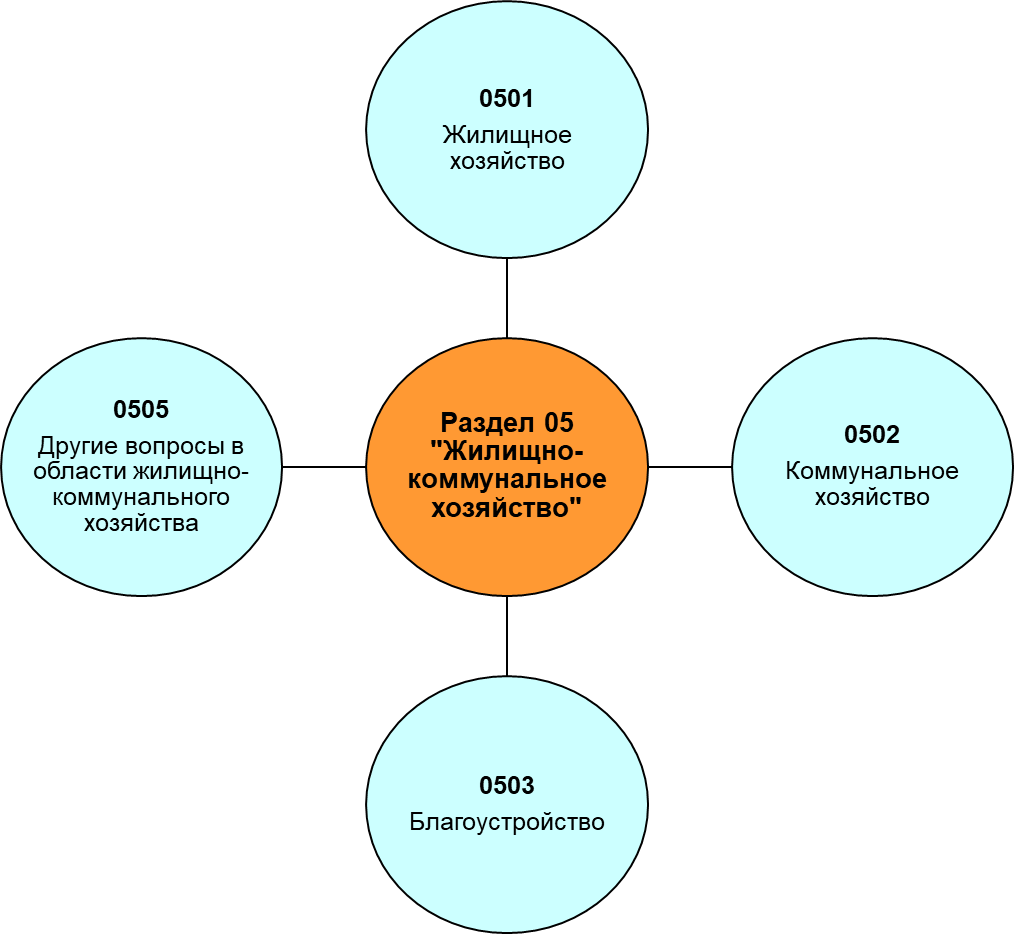 0501
Жилищное
хозяйство
0505
Другие вопросы в
области жилищно-
коммунального
хозяйства
Раздел 05
"Жилищно-
коммунальное
хозяйство"
0502
Коммунальное
хозяйство
0503
Благоустройство